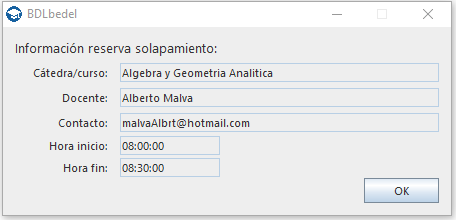 BDLbedel
Información reserva solapamiento:
Cátedra/curso: Algebra y Geometria Analitica
Docente: Alberto Malva
Contacto: malvaAlbrt@hotmail.com
Hora inicio: 08:00:00
Hora fin: 08:30:00
OK